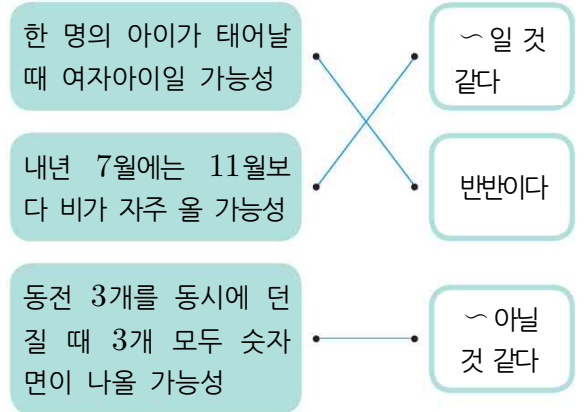 한 명의 아이가 태어날
때 여자아이일 가능성
~일 것
같다
내년 7월에는 11월보
다 비가 자주 올 가능성
반반이다
동전 3개를 동시에 던
질 때 3개 모두 숫자
면이 나올 가능성
~아닐
것 같다